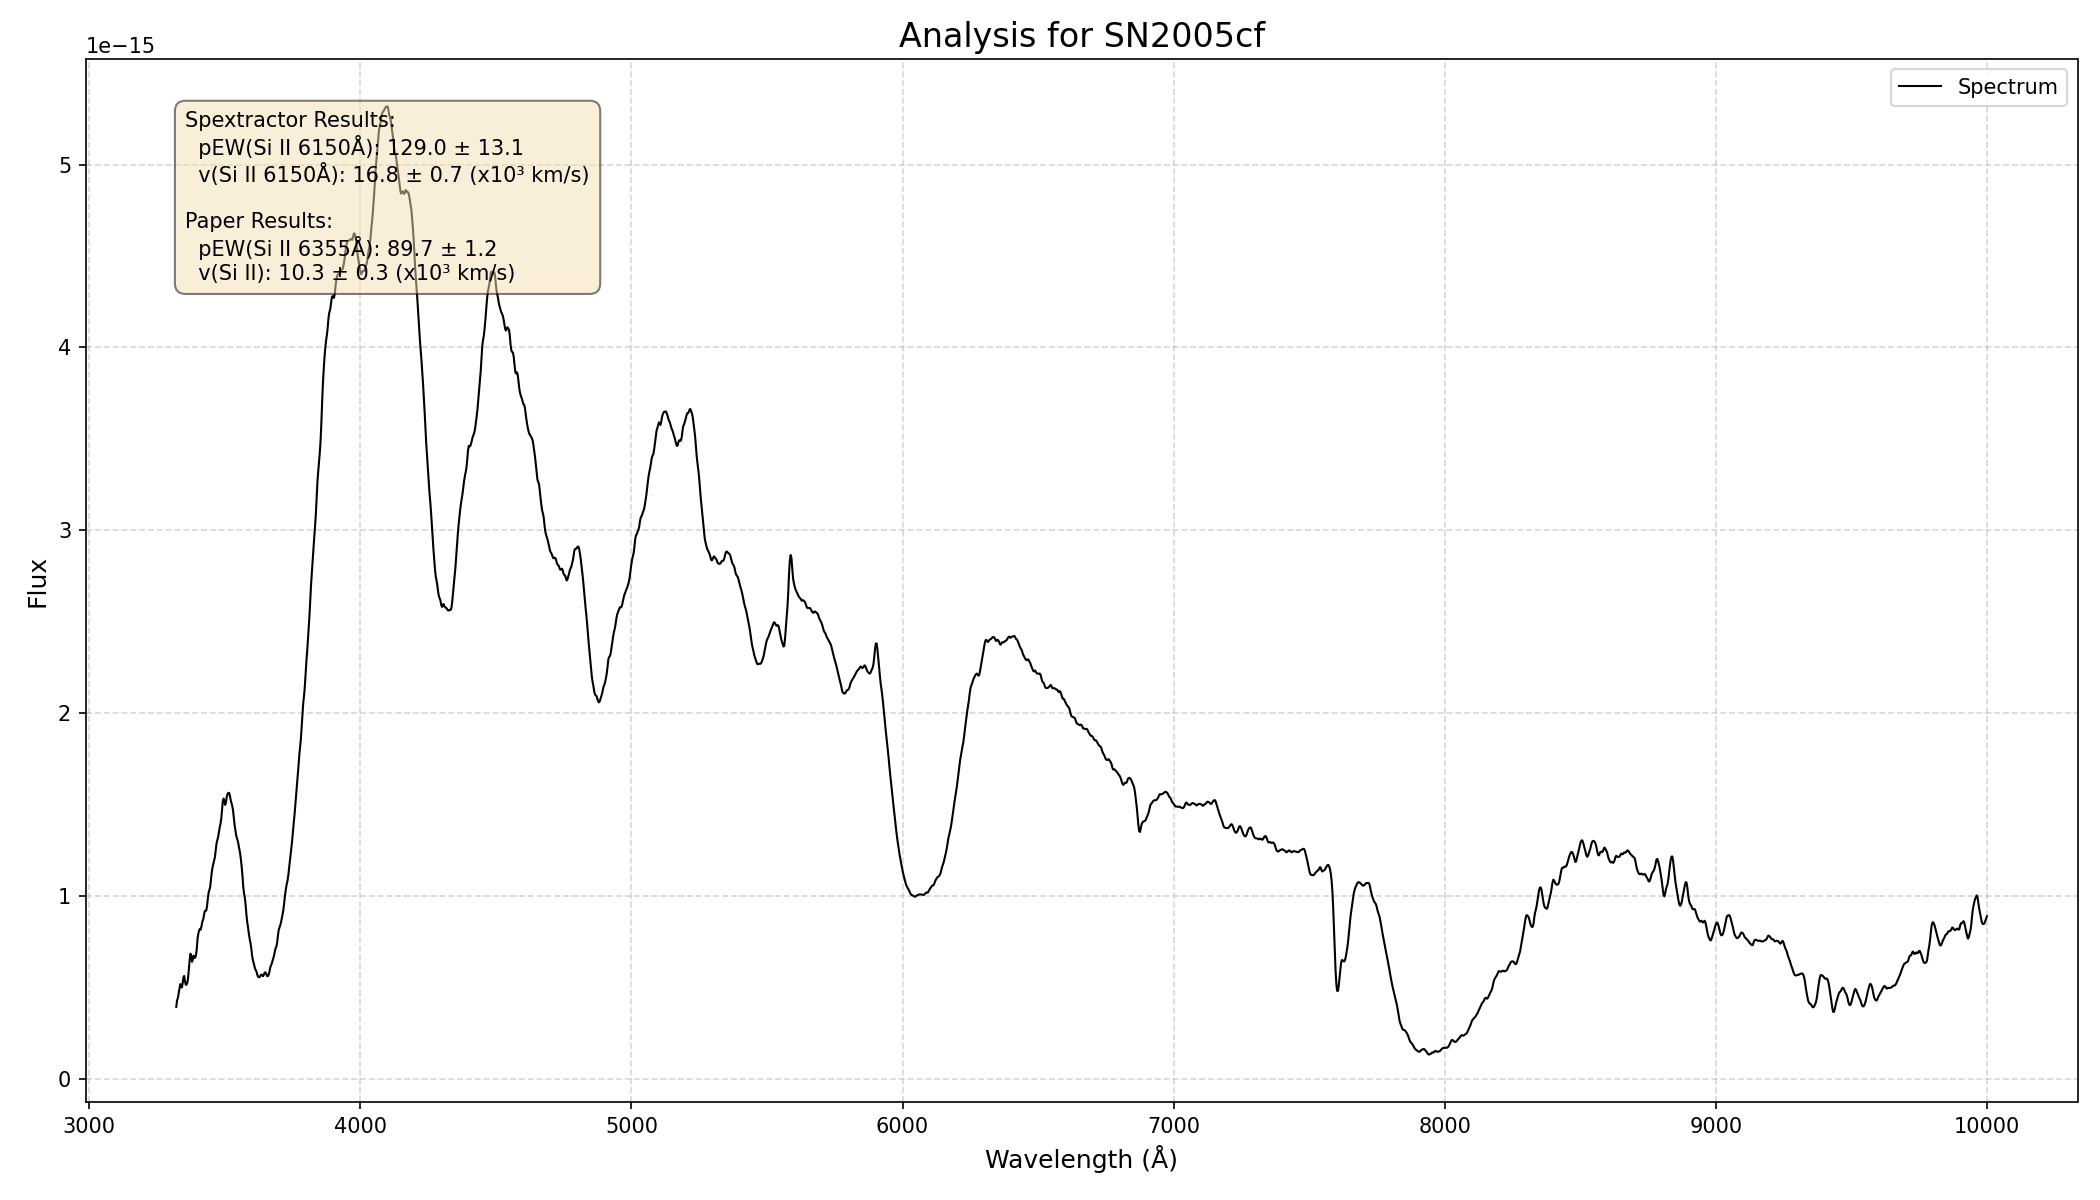 Analysis for SN2005cf
1e−15
Spectrum
Spextractor Results:
pEW(Si II 6150Å): 129.0 ± 13.1
v(Si II 6150Å): 16.8 ± 0.7 (x10³ km/s)
Paper Results:
pEW(Si II 6355Å): 89.7 ± 1.2
v(Si II): 10.3 ± 0.3 (x10³ km/s)
5
4
3
2
1
0
Flux
3000 4000 5000 6000 7000 8000 9000 10000
Wavelength (Å)